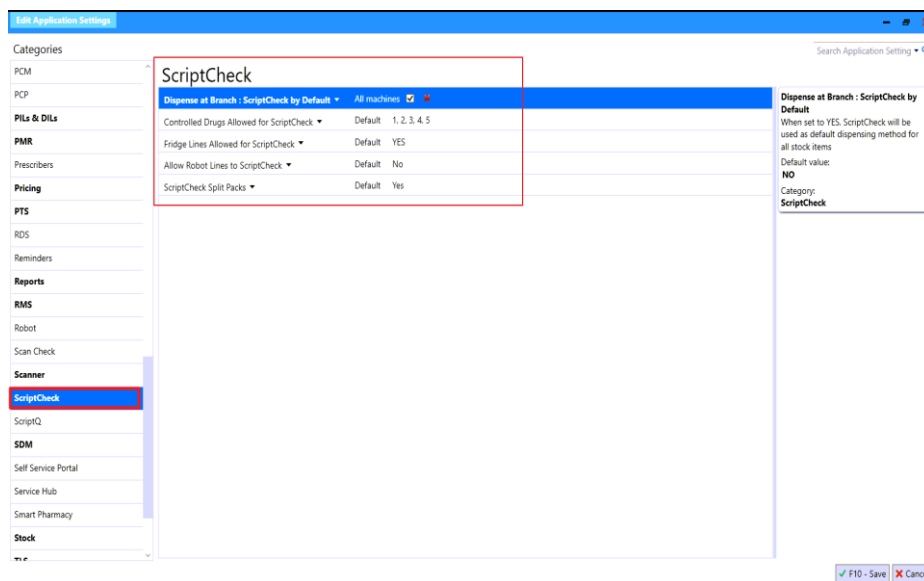 Edit Application Settings
Categories
Search Application Setting
PCM
PCP
PILs & DILs
PMR
Prescribers
Pricing
PTS
RDS
Reminders
Reports
RMS
Robot
Scan Check
Scanner
ScriptCheck
ScriptQ
SDM
Self Service Portal
Service Hub
Smart Pharmacy
Stock
ScriptCheck
Dispense at Branch : ScriptCheck by Default All machines
Controlled Drugs Allowed for ScriptCheck Default 1, 2, 3, 4, 5
Fridge Lines Allowed for ScriptCheck Default YES
Allow Robot Lines to ScriptCheck Default No
ScriptCheck Split Packs Default Yes
Dispense at Branch : ScriptCheck by
Default
When set to YES, ScriptCheck will be
used as default dispensing method for
all stock items
Default value:
NO
Category:
ScriptCheck
F10 - Save Canc